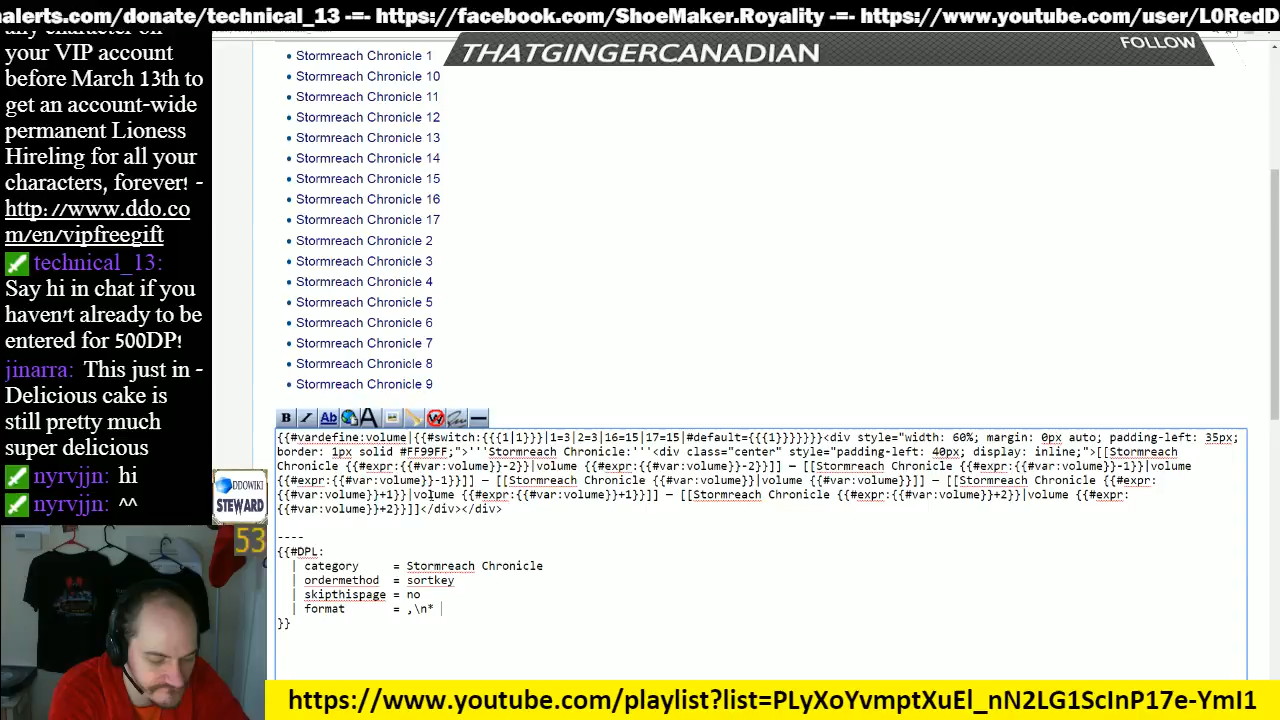 alerts.com/donate/technical_13 -=- https://facebook.com/ShoeMaker.Royality -=- https://www.youtube.com/user/L0RedD
any character on
your VIP account
before March 13th to
get an account-wide
permanent Lioness
Hireling for all your
characters, forever! -
http://www.ddo.co
m/en/vipfreegift
technical_13:
Say hi in chat if you
haven't already to be
entered for 500DP!
jinarra: This just in -
Delicious cake is
still pretty much
super delicious
nyrvjjn: hi
nyrvjjn: ^^
DDOWIKI
STEWARD
53
THATGINGERCANADIAN
FOLLOW
• Stormreach Chronicle 1
• Stormreach Chronicle 10
• Stormreach Chronicle 11
• Stormreach Chronicle 12
• Stormreach Chronicle 13
• Stormreach Chronicle 14
• Stormreach Chronicle 15
• Stormreach Chronicle 16
• Stormreach Chronicle 17
• Stormreach Chronicle 2
• Stormreach Chronicle 3
• Stormreach Chronicle 4
• Stormreach Chronicle 5
• Stormreach Chronicle 6
• Stormreach Chronicle 7
• Stormreach Chronicle 8
• Stormreach Chronicle 9
B I Ab A W
{{#vardefine:volume|{{#switch:{{{1|1}}}|1=3|2=3|16=15|17=15|#default={{{1}}}}}}}<div style="width: 60%; margin: 0px auto; padding-left: 35px;
border: 1px solid #FF99FF;">'''Stormreach Chronicle:'''<div class="center" style="padding-left: 40px; display: inline;">[[Stormreach
Chronicle {{#expr:{{#var:volume}}-2}}|volume {{#expr:{{#var:volume}}-2}}]] — [[Stormreach Chronicle {{#expr:{{#var:volume}}-1}}|volume
{{#expr:{{#var:volume}}-1}}]] — [[Stormreach Chronicle {{#var:volume}}|volume {{#var:volume}}]] — [[Stormreach Chronicle {{#expr:
{{#var:volume}}+1}}|volume {{#expr:{{#var:volume}}+1}}]] — [[Stormreach Chronicle {{#expr:{{#var:volume}}+2}}|volume {{#expr:
{{#var:volume}}+2}}]]</div></div>
----
{{#DPL:
| category = Stormreach Chronicle
| ordermethod = sortkey
| skipthispage = no
| format = ,\n*
}}
https://www.youtube.com/playlist?list=PLyXoYvmptXuEl_nN2LG1ScInP17e-YmI1